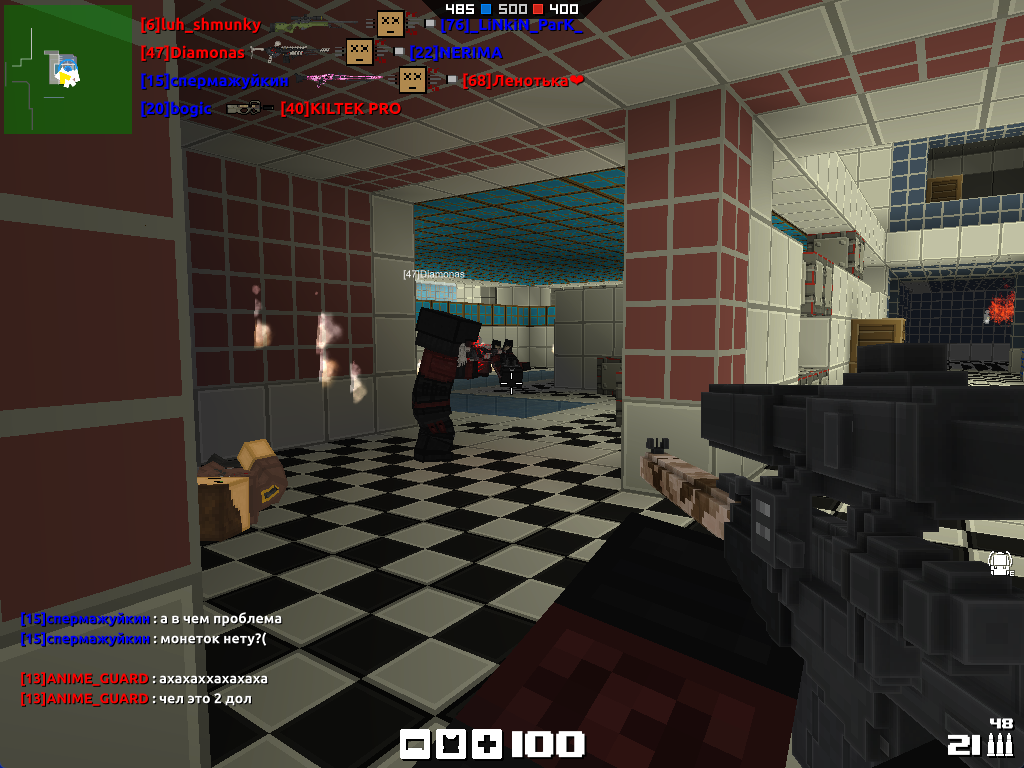 485 500 400
[6]luh_shmunky [76]_LiNkiN_ParK_
[47]Diamonas [22]NERIMA
[15]спермажуйкин [68]Ленотька❤
[20]bogic [40]KILTEK PRO
[47]Diamonas
[15]спермажуйкин : а в чем проблема
[15]спермажуйкин : монеток нету?(
[13]ANIME_GUARD : ахахаххахахаха
[13]ANIME_GUARD : чел это 2 дол
100
48
21